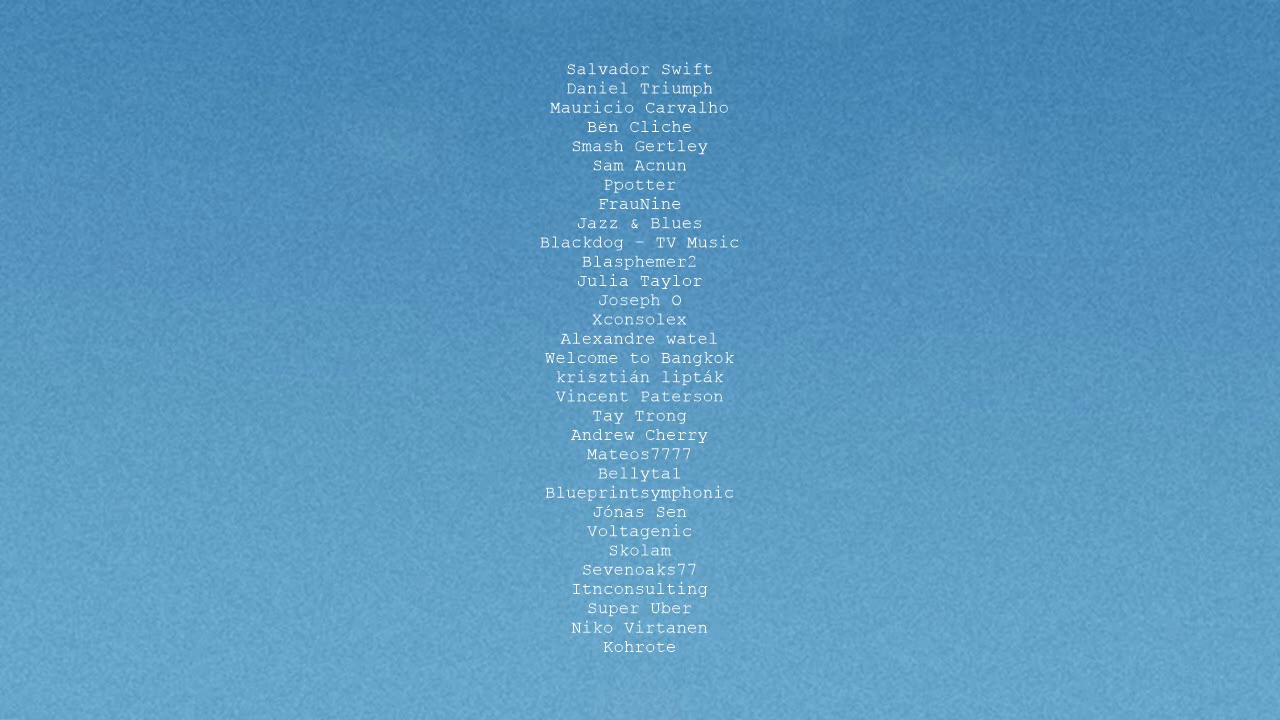 Salvador Swift
Daniel Triumph
Mauricio Carvalho
Bën Cliche
Smash Gertley
Sam Acnun
Ppotter
FrauNine
Jazz & Blues
Blackdog - TV Music
Blasphemer2
Julia Taylor
Joseph O
Xconsolex
Alexandre watel
Welcome to Bangkok
krisztián lipták
Vincent Paterson
Tay Trong
Andrew Cherry
Mateos7777
Bellyta1
Blueprintsymphonic
Jónas Sen
Voltagenic
Skolam
Sevenoaks77
Itnconsulting
Super Uber
Niko Virtanen
Kohrote